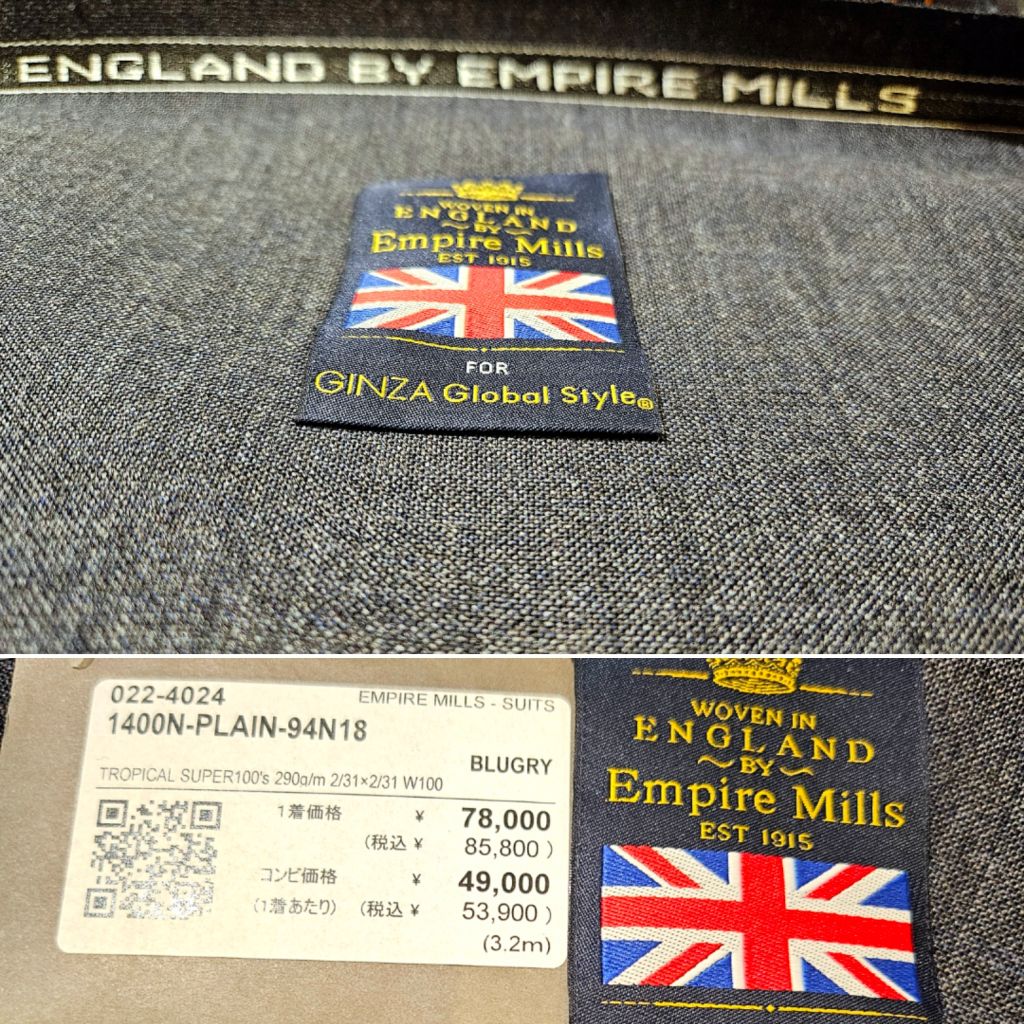 ENGLAND BY EMPIRE MILLS
WOVEN IN
ENGLAND
BY
Empire Mills
EST 1915
FOR
GINZA Global Style®
022-4024
EMPIRE MILLS - SUITS
1400N-PLAIN-94N18
BLUGRY
TROPICAL SUPER100's 290g/m 2/31×2/31 W100
1着価格 ¥ 78,000
(税込 ¥ 85,800 )
コンビ価格 ¥ 49,000
(1着あたり) (税込 ¥ 53,900 )
(3.2m)
WOVEN IN
ENGLAND
BY
Empire Mills
EST 1915